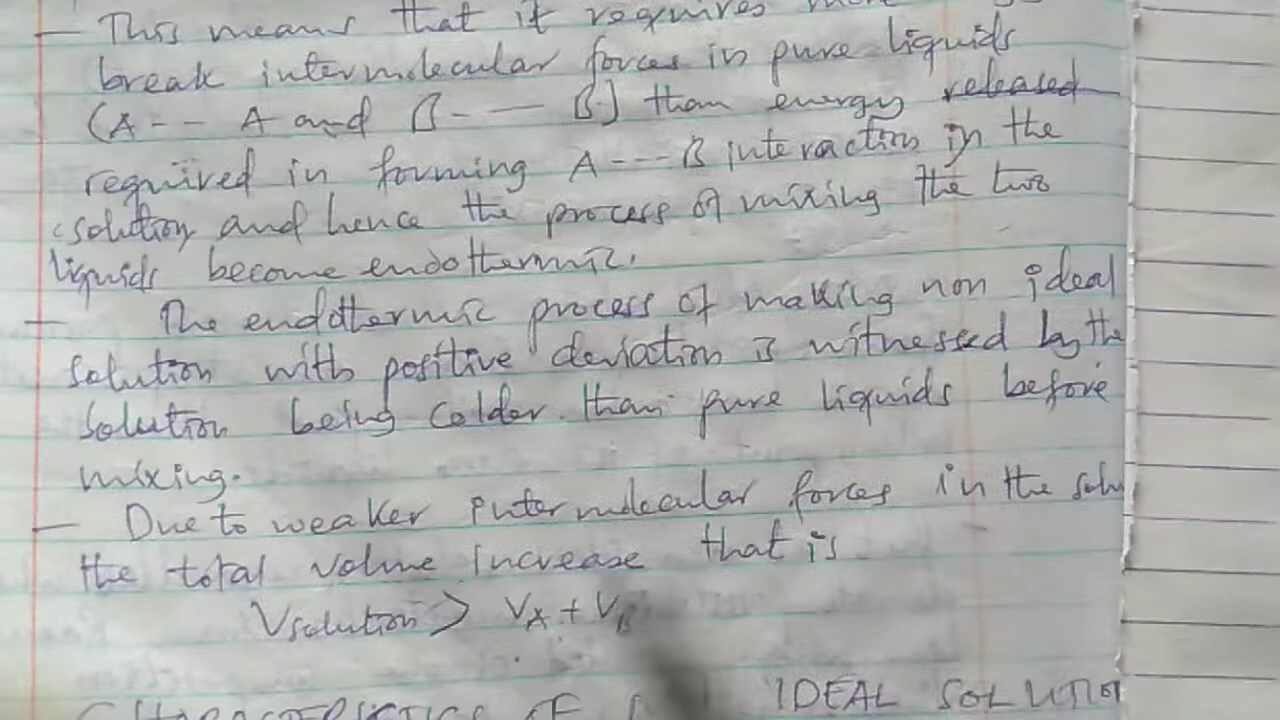 — This means that it requires
break intermolecular forces in pure liquids
(A-- A and B- — B) than energy released
required in forming A---B interaction in the
solution and hence the process of mixing the two
liquids become endothermic.
— The endothermic process of making non ideal
solution with positive deviation is witnessed by the
solution being colder than pure liquids before
mixing.
— Due to weaker intermolecular forces in the solu
the total volume increase that is
Vsolution > VA + VB
CHARACTERISTICS OF IDEAL SOLUTIO